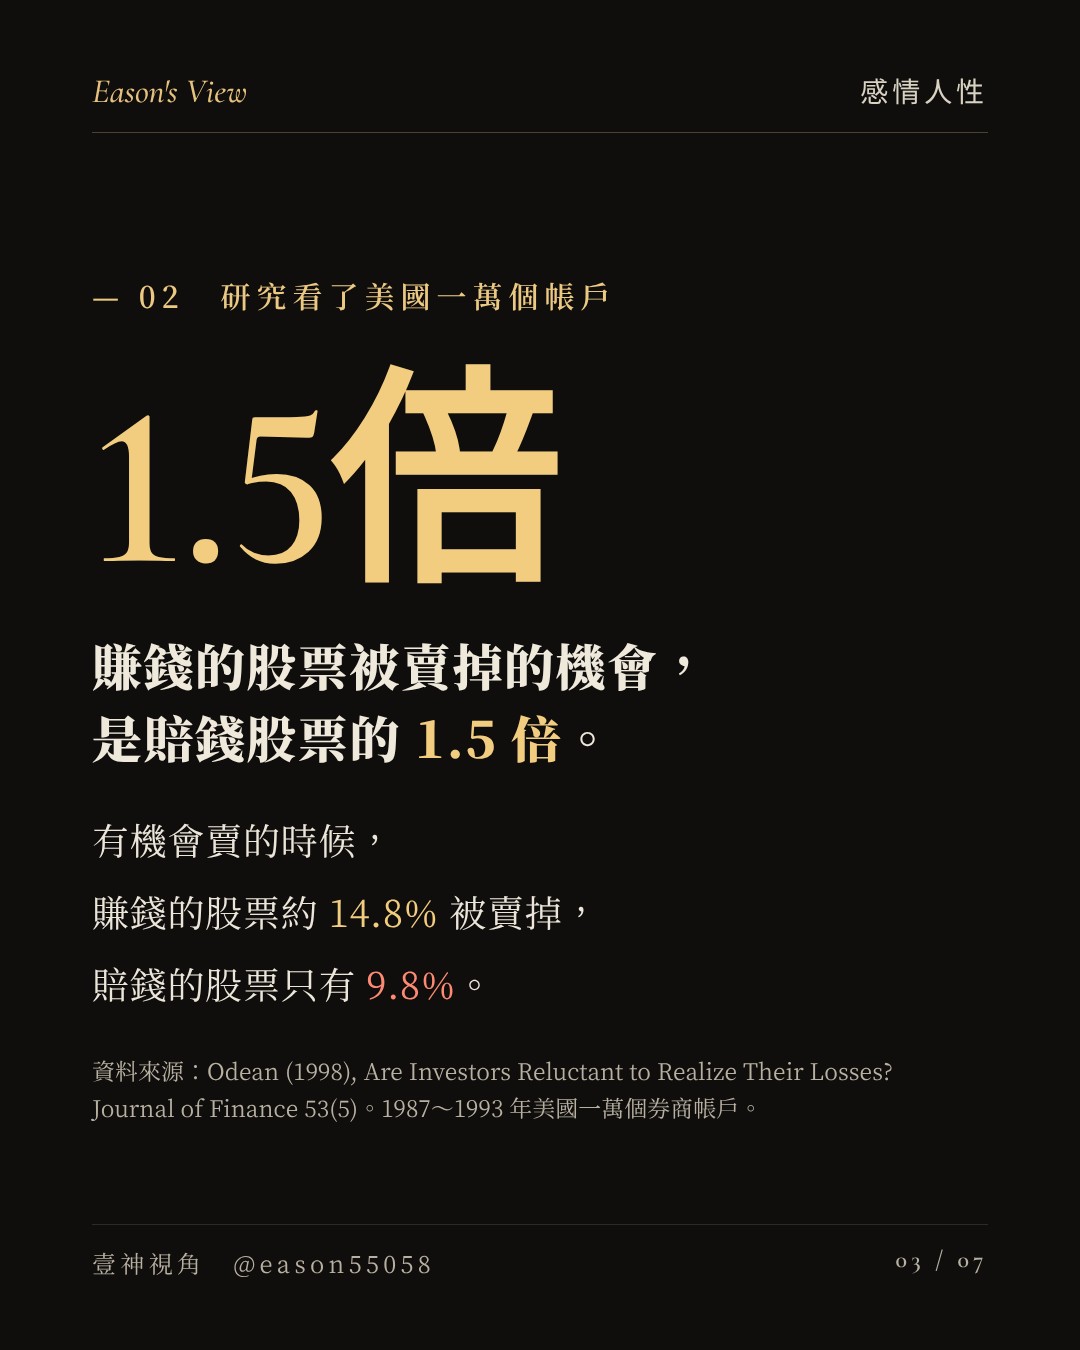 Eason's View
感情人性
— 02 研究看了美國一萬個帳戶
1.5倍
賺錢的股票被賣掉的機會，
是賠錢股票的 1.5 倍。
有機會賣的時候，
賺錢的股票約 14.8% 被賣掉，
賠錢的股票只有 9.8%。
資料來源：Odean (1998), Are Investors Reluctant to Realize Their Losses?
Journal of Finance 53(5)。1987～1993 年美國一萬個券商帳戶。
壹神視角 @eason55058
03 / 07